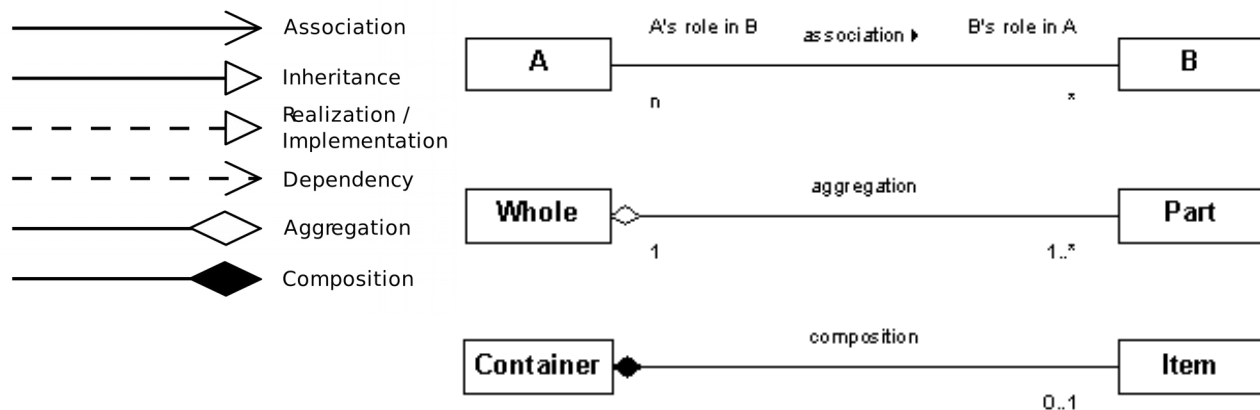 Association
Inheritance
Realization /
Implementation
Dependency
Aggregation
Composition
A's role in B
association
B's role in A
A
B
n
*
aggregation
Whole
Part
1
1..*
composition
Container
Item
0..1